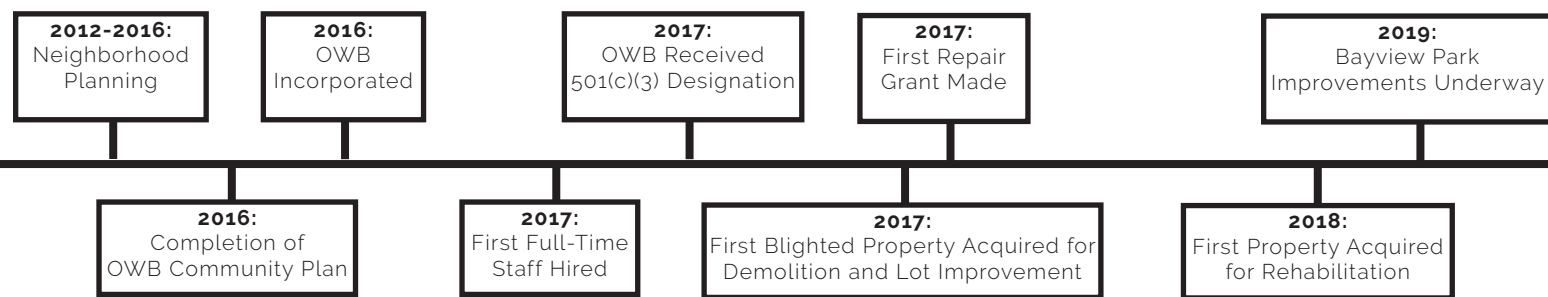 2012-2016:
Neighborhood
Planning
2016:
OWB
Incorporated
2017:
OWB Received
501(c)(3) Designation
2017:
First Repair
Grant Made
2019:
Bayview Park
Improvements Underway
2016:
Completion of
OWB Community Plan
2017:
First Full-Time
Staff Hired
2017:
First Blighted Property Acquired for
Demolition and Lot Improvement
2018:
First Property Acquired
for Rehabilitation